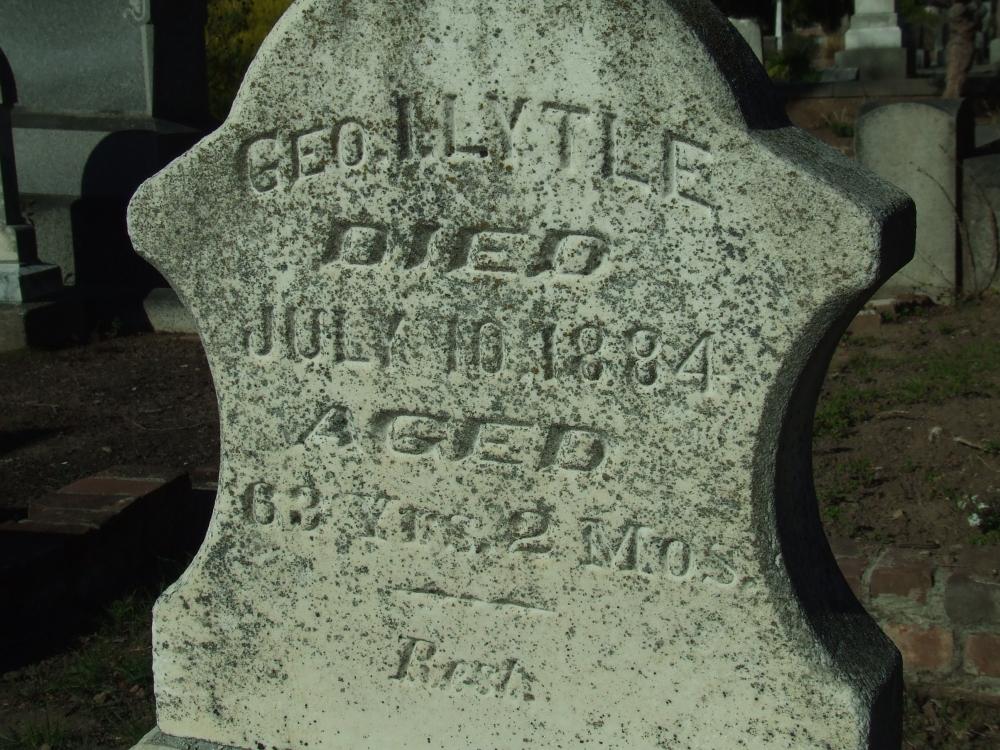 GEO. I. LYTLE
DIED
JULY 10, 1884
AGED
63 Yrs. 2 Mos.
Rest.